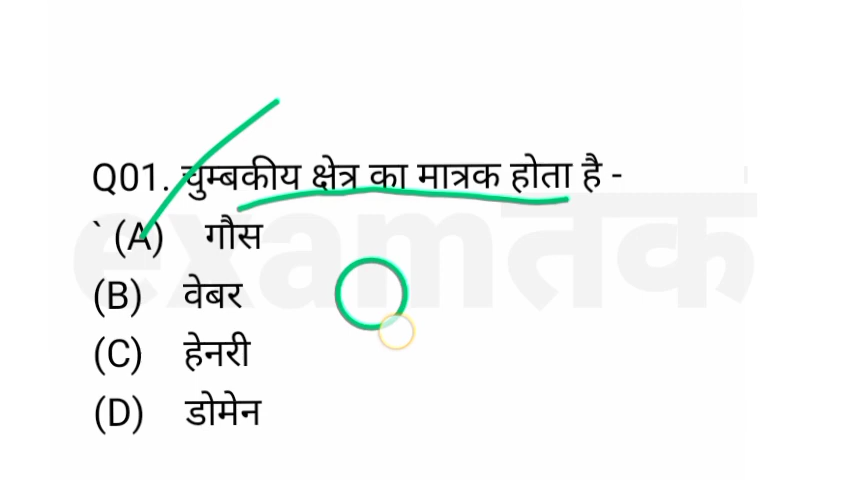 Q01. चुम्बकीय क्षेत्र का मात्रक होता है -
` (A) गौस
(B) वेबर
(C) हेनरी
(D) डोमेन
examतक